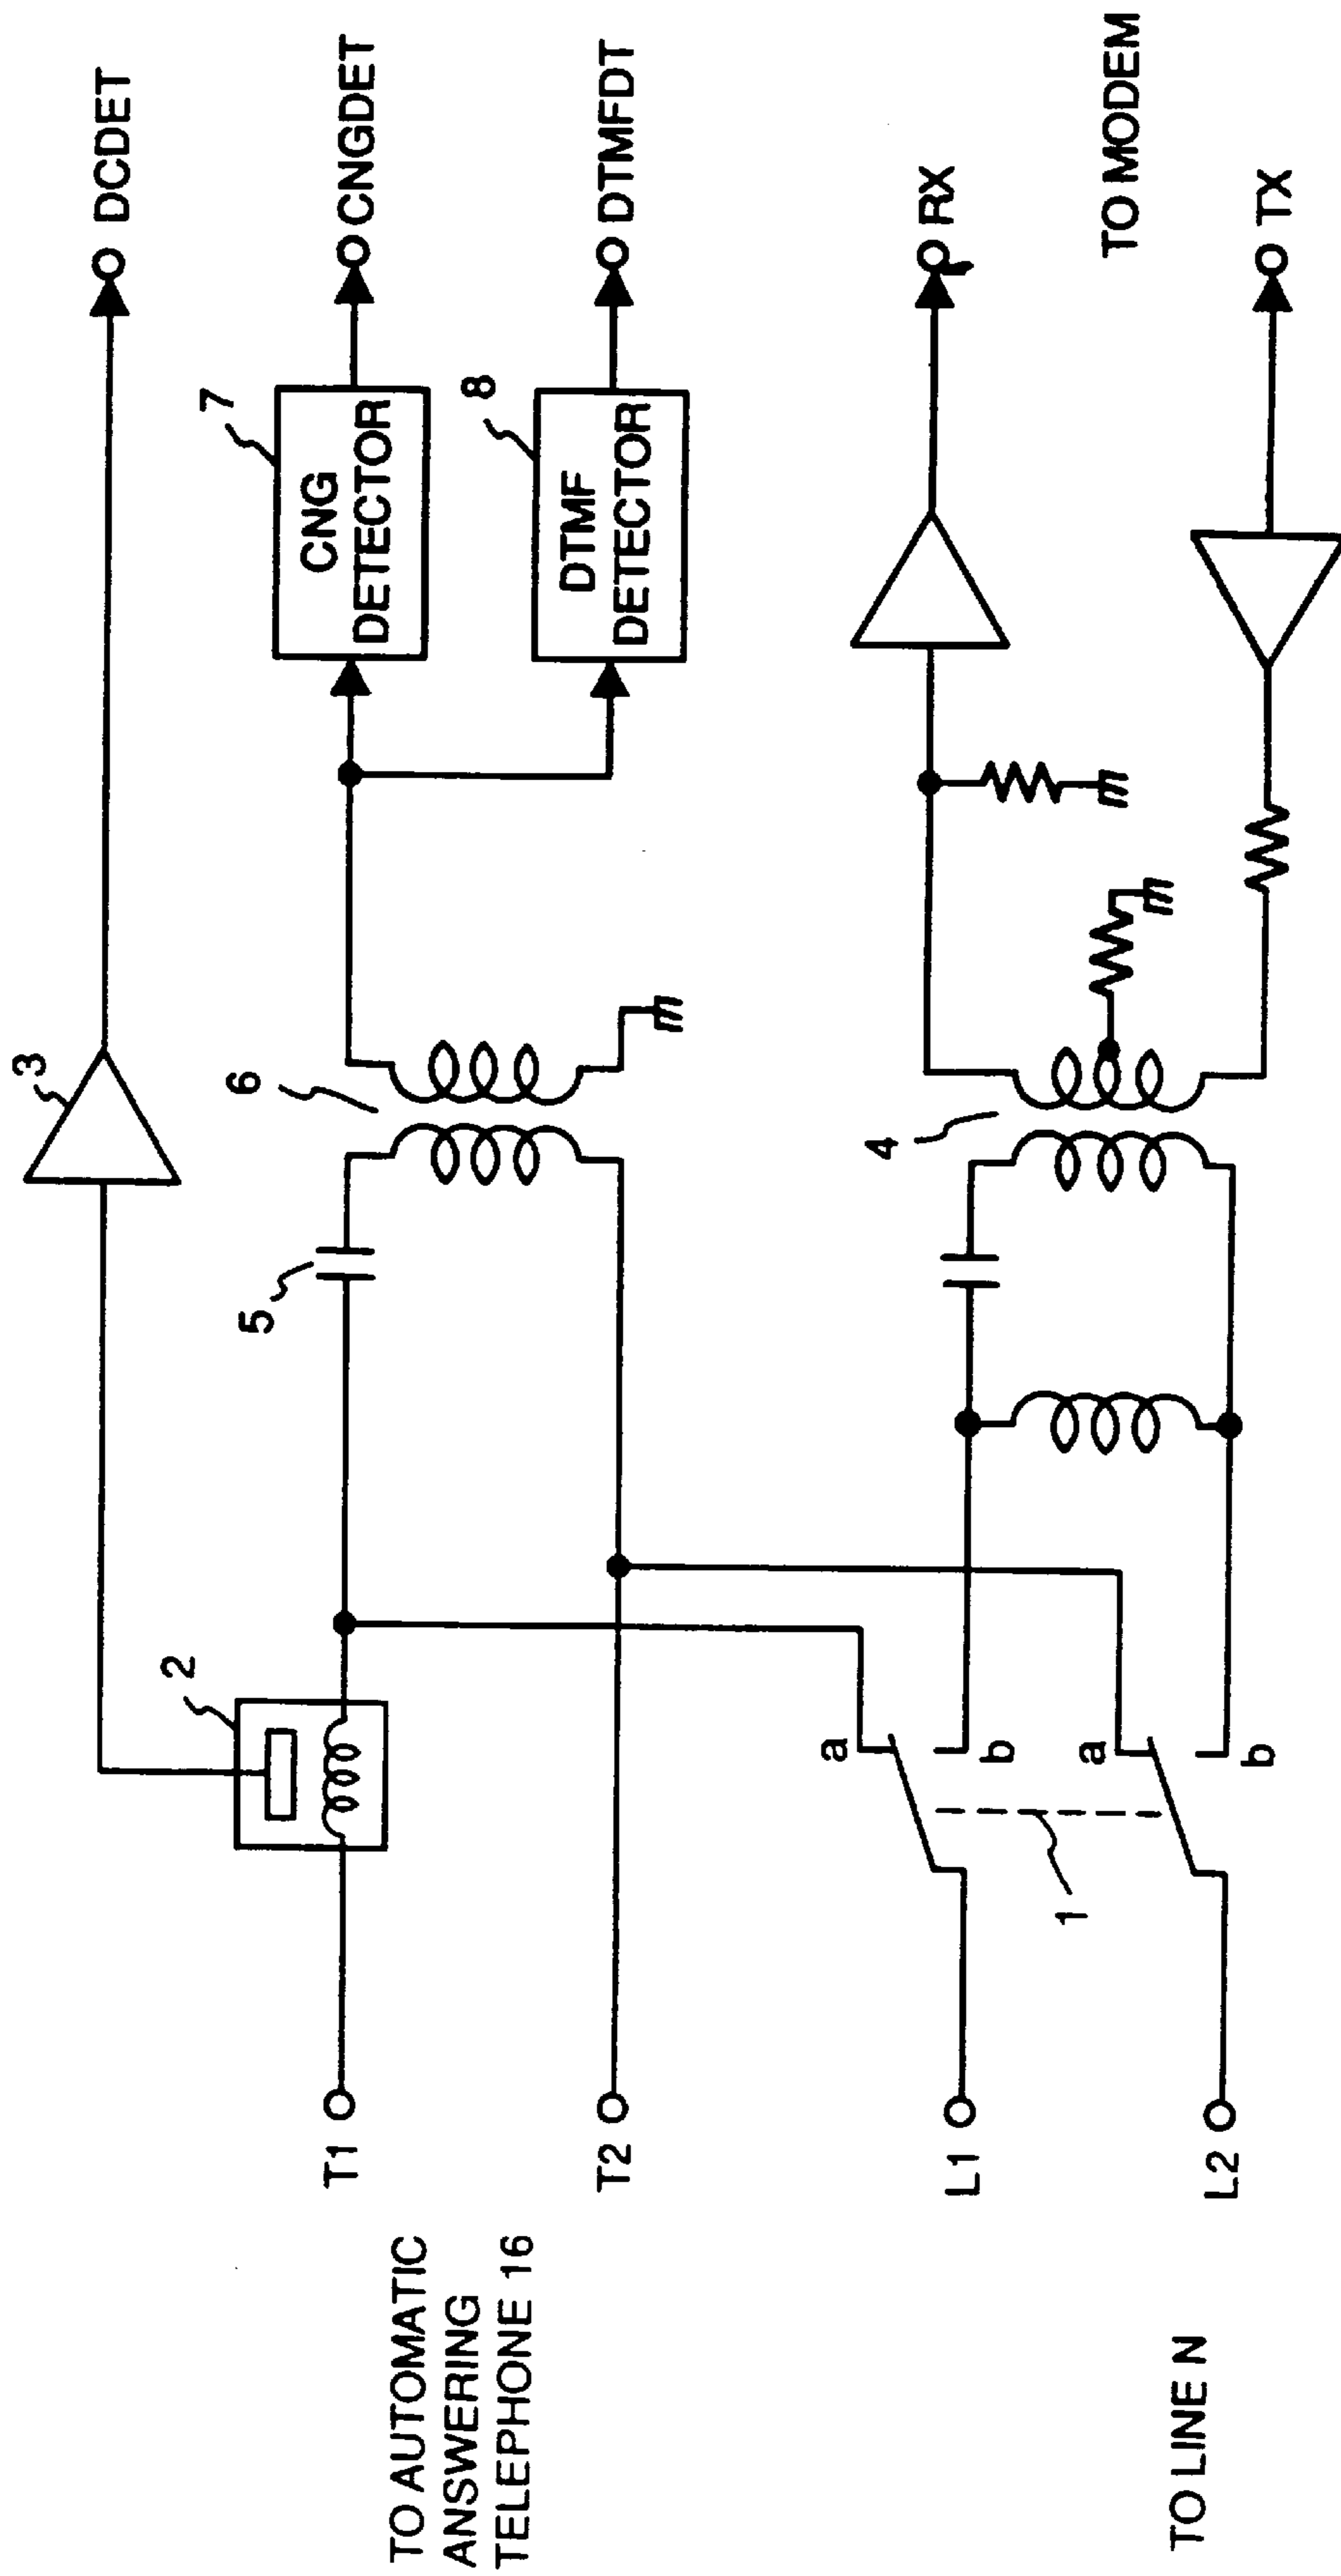 3
DCDET
2
7
CNG
DETECTOR
CNGDET
T1
5
6
8
DTMF
DETECTOR
DTMFDT
T2
TO AUTOMATIC
ANSWERING
TELEPHONE 16
a
b
4
RX
L1
1
TO MODEM
a
b
TX
L2
TO LINE N